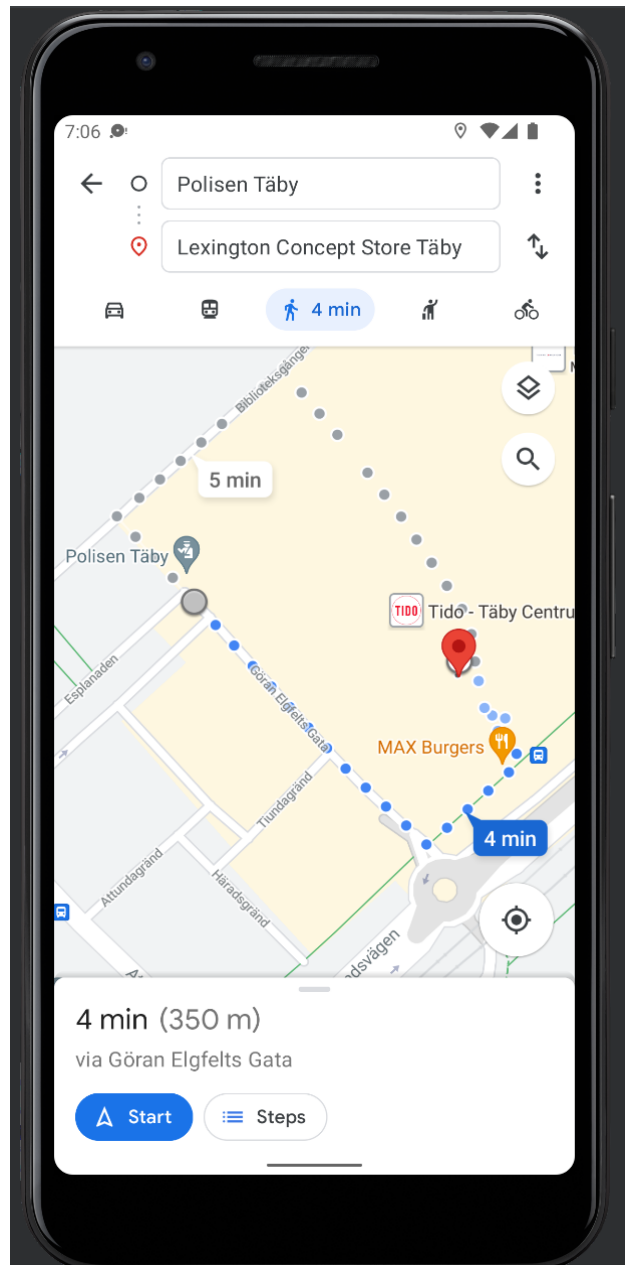 7:06
Polisen Täby
Lexington Concept Store Täby
4 min
Biblioteksgången
5 min
Polisen Täby
TIDO
Tido - Täby Centru
Esplanaden
Göran Elgfelts Gata
MAX Burgers
Tiundagränd
4 min
Attundagränd
Häradsgränd
dsvägen
4 min (350 m)
via Göran Elgfelts Gata
Start
Steps